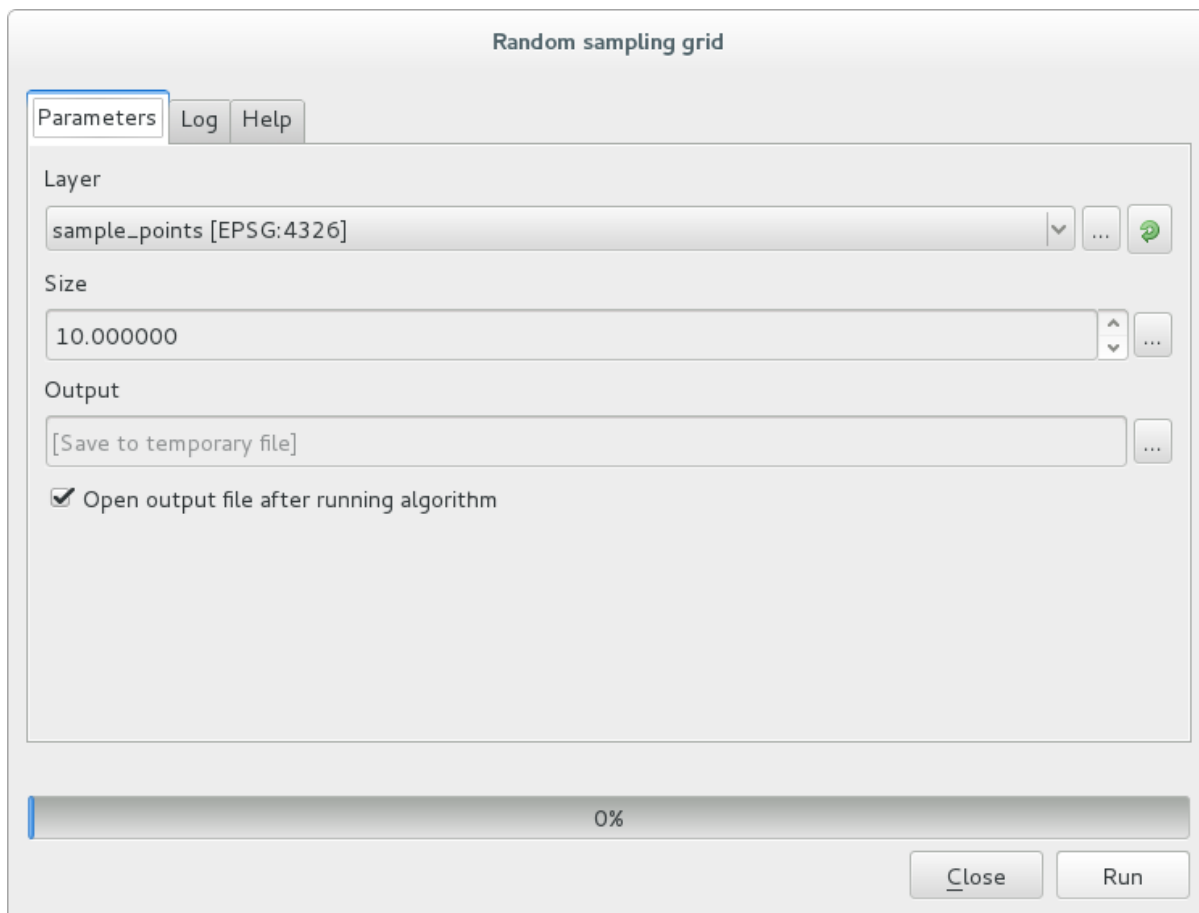 Random sampling grid
Parameters Log Help
Layer
sample_points [EPSG:4326] ...
Size
10.000000 ...
Output
[Save to temporary file] ...
Open output file after running algorithm
0%
Close Run